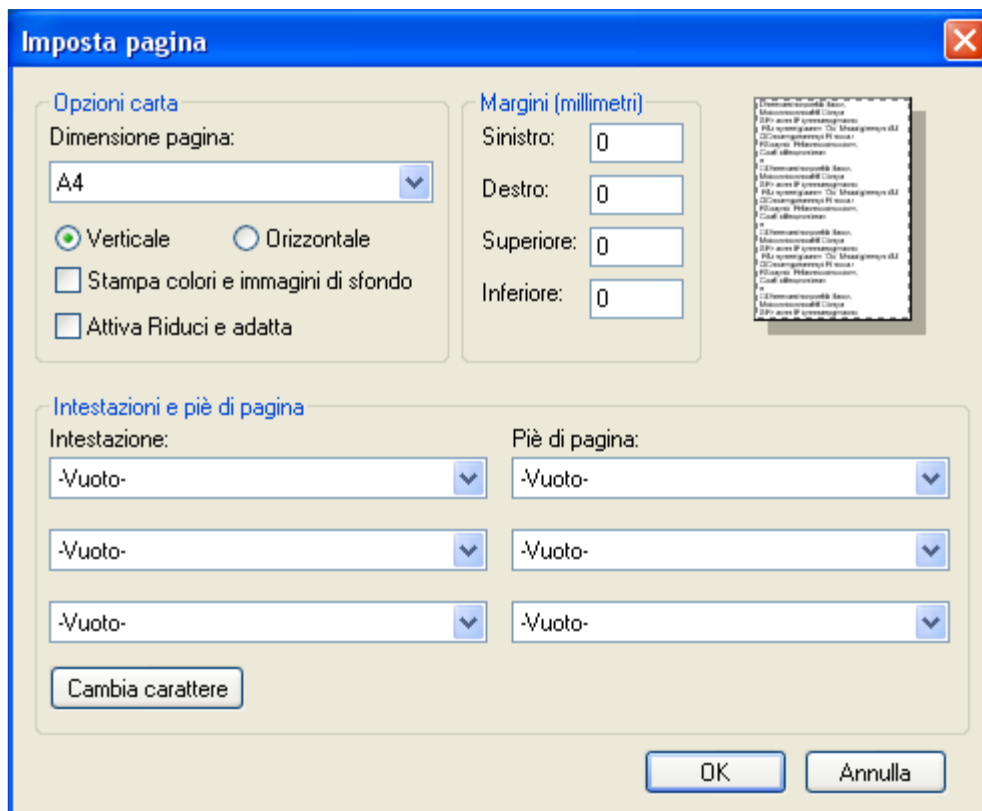 Imposta pagina
Opzioni carta
Dimensione pagina:
A4
Verticale
Orizzontale
Stampa colori e immagini di sfondo
Attiva Riduci e adatta
Margini (millimetri)
Sinistro: 0
Destro: 0
Superiore: 0
Inferiore: 0
Intestazioni e piè di pagina
Intestazione:
Piè di pagina:
-Vuoto-
-Vuoto-
-Vuoto-
-Vuoto-
-Vuoto-
-Vuoto-
Cambia carattere
OK
Annulla